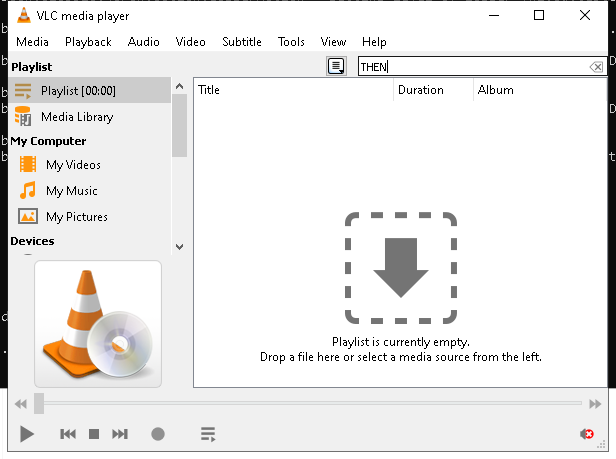 VLC media player
Media Playback Audio Video Subtitle Tools View Help
Playlist
THEN
Playlist [00:00]
Media Library
My Computer
My Videos
My Music
My Pictures
Devices
Title Duration Album
Playlist is currently empty.
Drop a file here or select a media source from the left.